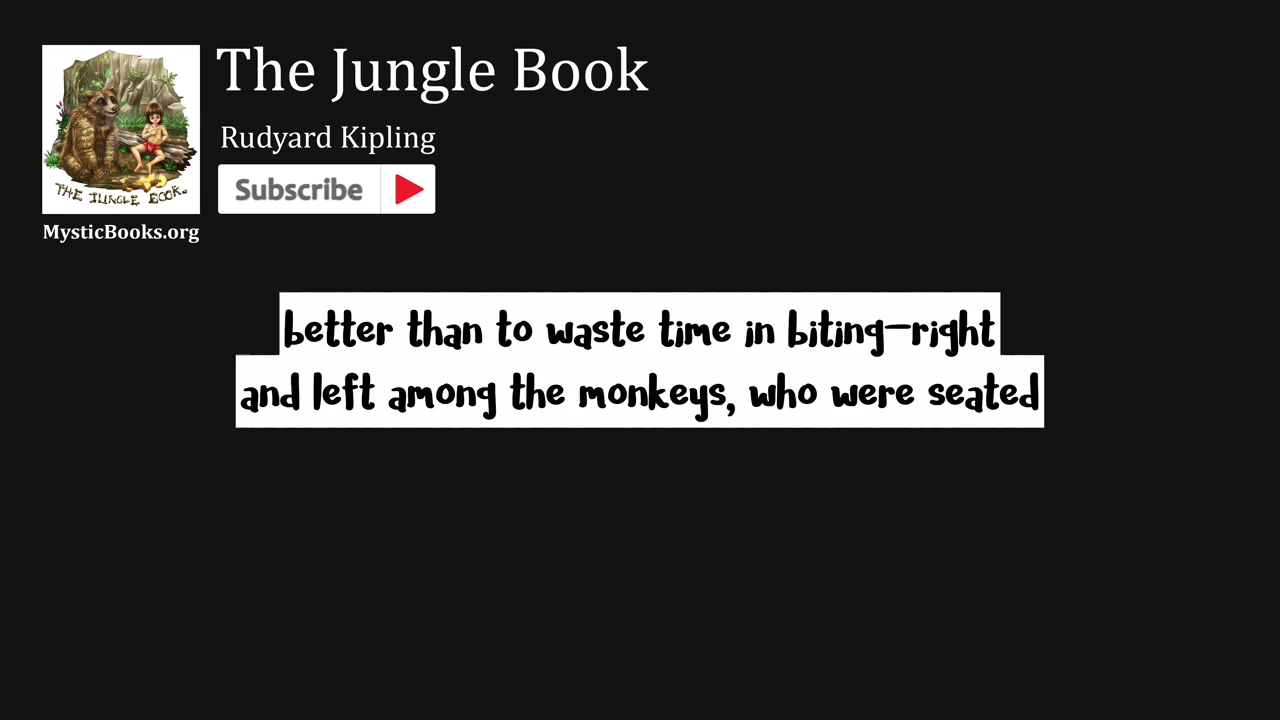 The Jungle Book
Rudyard Kipling
Subscribe
THE JUNGLE BOOK.
MysticBooks.org
better than to waste time in biting—right
and left among the monkeys, who were seated